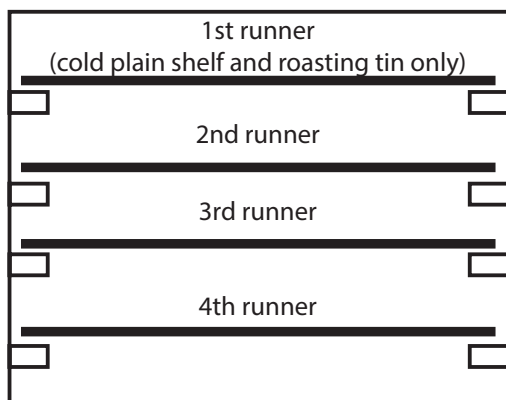 1st runner
(cold plain shelf and roasting tin only)
2nd runner
3rd runner
4th runner